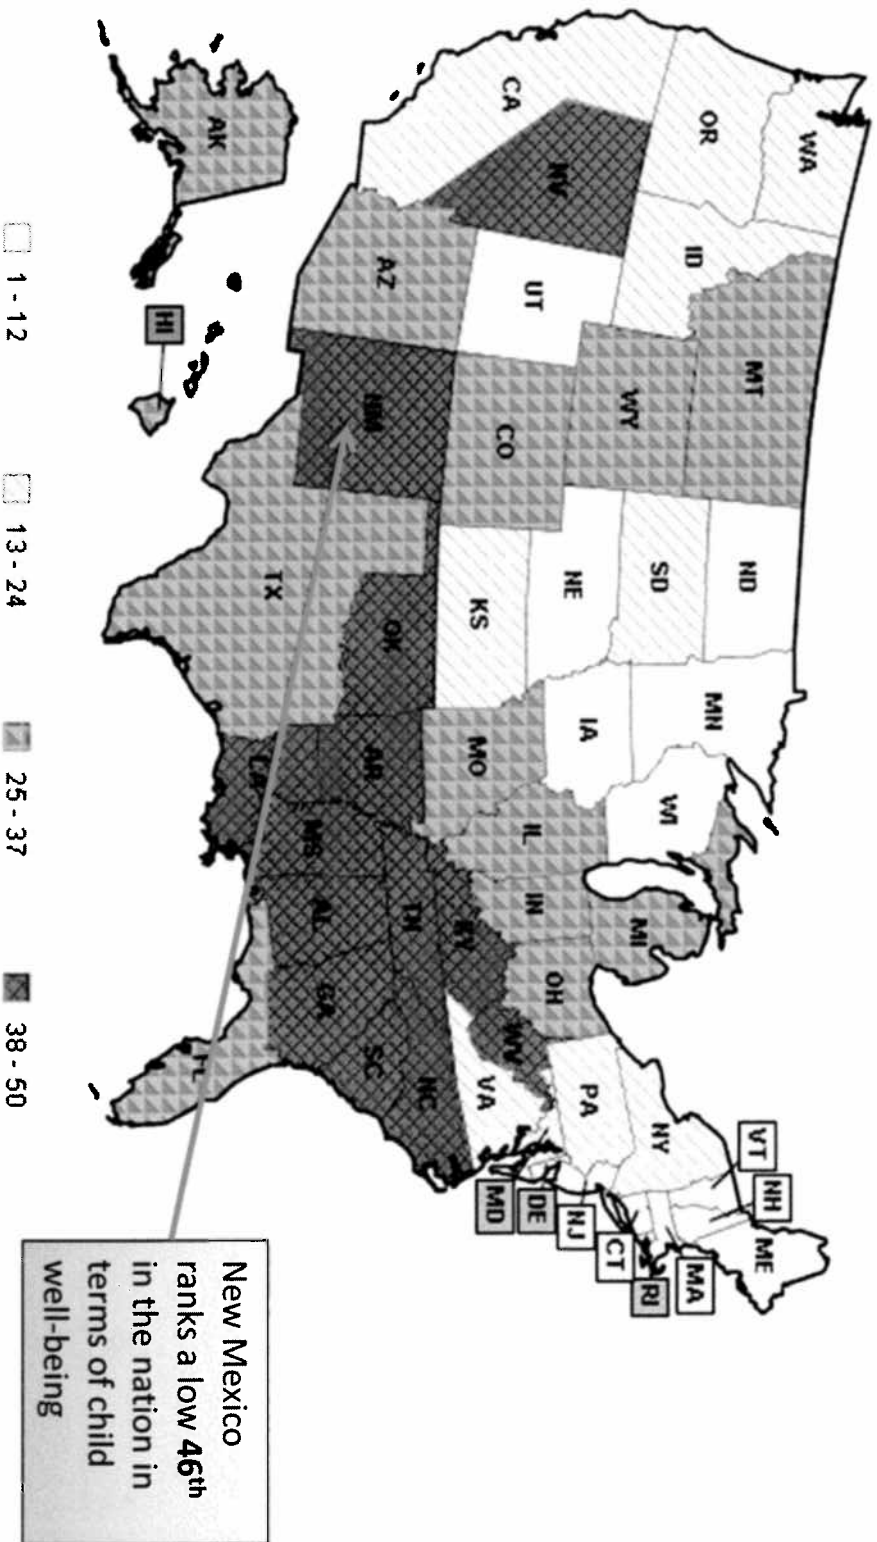 WA
OR
CA
NV
ID
MT
WY
UT
AZ
CO
NM
ND
SD
NE
KS
OK
TX
MN
IA
MO
AR
LA
WI
IL
MS
MI
IN
KY
TN
AL
OH
WV
GA
SC
NC
VA
FL
PA
NY
VT
NH
ME
MA
RI
CT
NJ
DE
MD
AK
HI
New Mexico
ranks a low 46th
in the nation in
terms of child
well-being
1 - 12
13 - 24
25 - 37
38 - 50